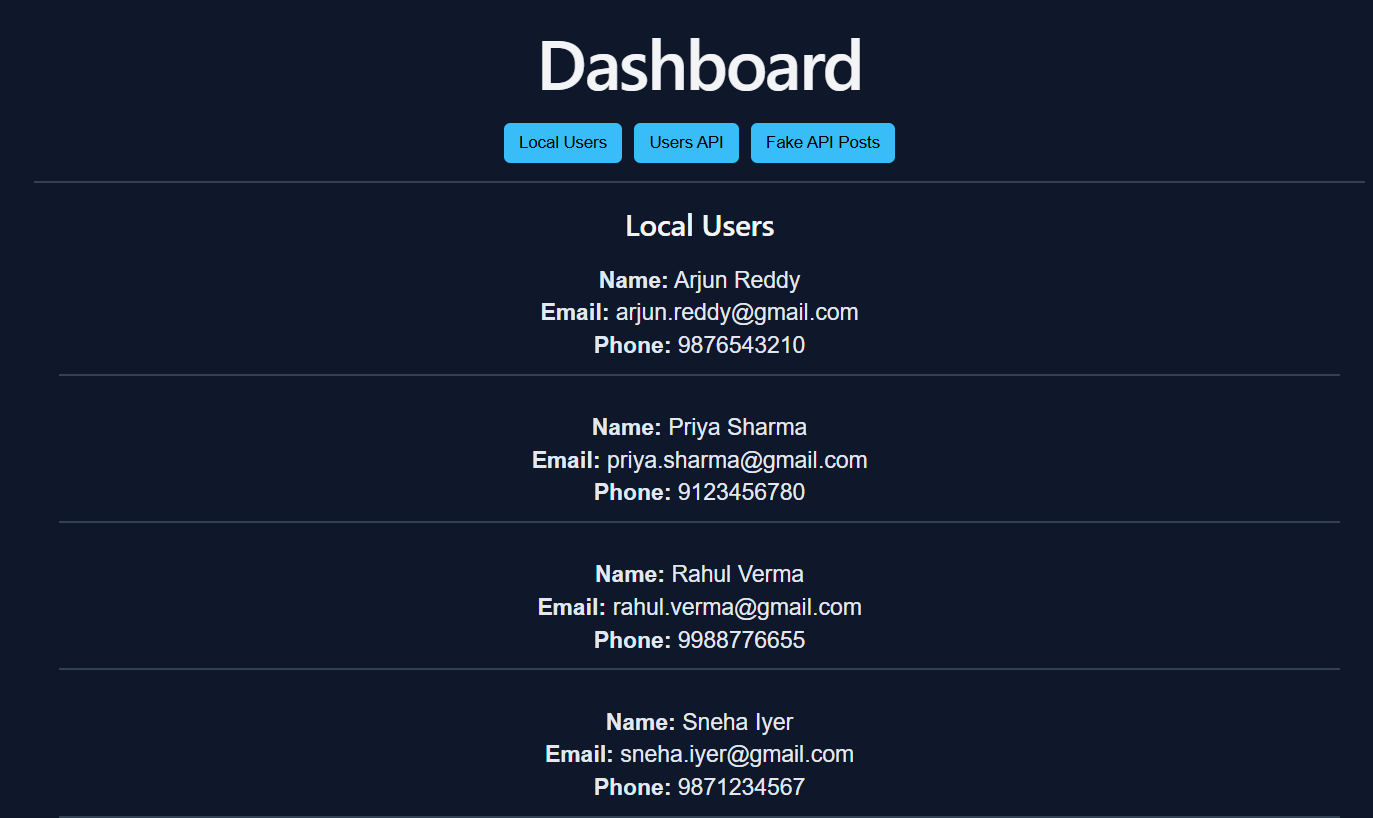 Dashboard
Local Users Users API Fake API Posts
Local Users
Name: Arjun Reddy
Email: arjun.reddy@gmail.com
Phone: 9876543210
Name: Priya Sharma
Email: priya.sharma@gmail.com
Phone: 9123456780
Name: Rahul Verma
Email: rahul.verma@gmail.com
Phone: 9988776655
Name: Sneha Iyer
Email: sneha.iyer@gmail.com
Phone: 9871234567